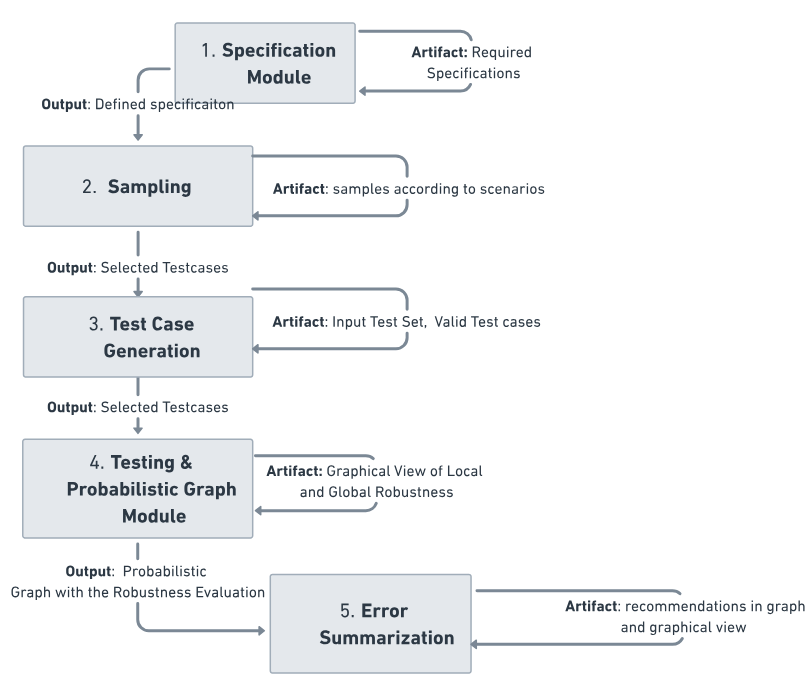 1. Specification
Module
Artifact: Required
Specifications
Output: Defined specificaiton
2. Sampling
Artifact: samples according to scenarios
Output: Selected Testcases
3. Test Case
Generation
Artifact: Input Test Set, Valid Test cases
Output: Selected Testcases
4. Testing &
Probabilistic Graph
Module
Artifact: Graphical View of Local
and Global Robustness
Output: Probabilistic
Graph with the Robustness Evaluation
5. Error
Summarization
Artifact: recommendations in graph
and graphical view